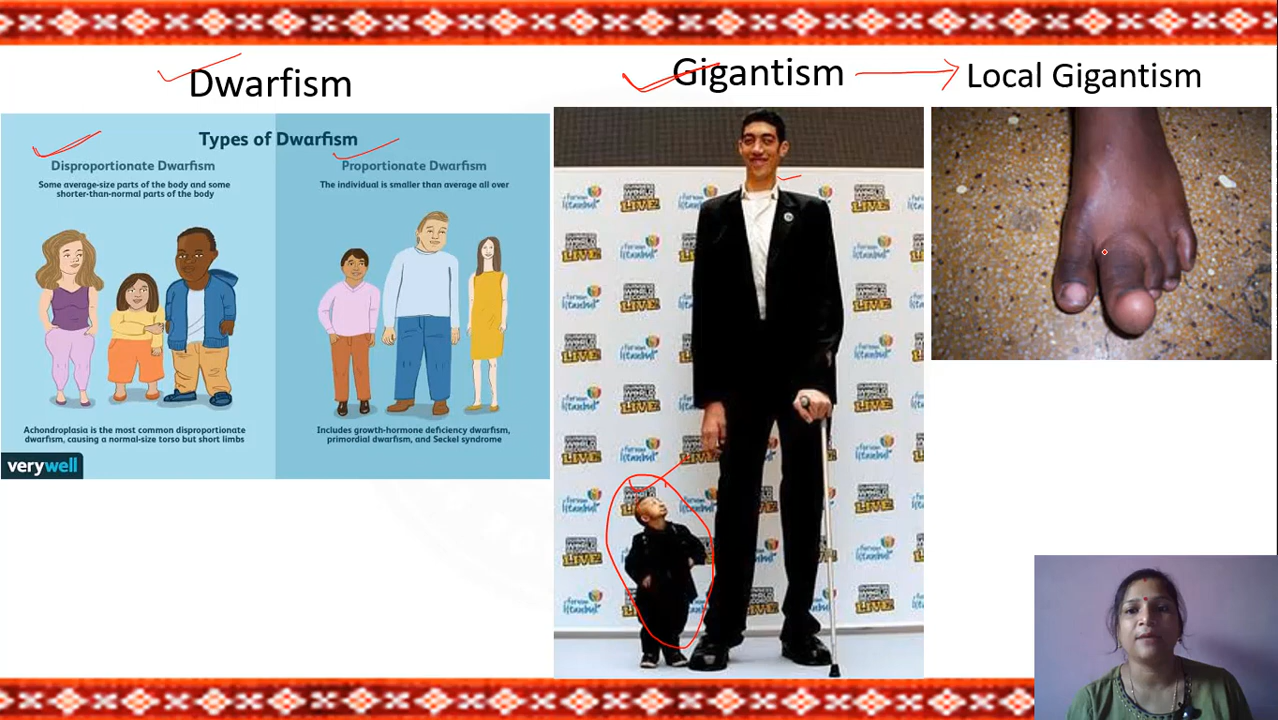 Dwarfism
Gigantism
Local Gigantism
Types of Dwarfism
Disproportionate Dwarfism
Some average-size parts of the body and some
shorter-than-normal parts of the body
Achondroplasia is the most common disproportionate
dwarfism, causing a normal-size torso but short limbs
Proportionate Dwarfism
The individual is smaller than average all over
Includes growth-hormone deficiency dwarfism,
primordial dwarfism, and Seckel syndrome
verywell
LIVE!